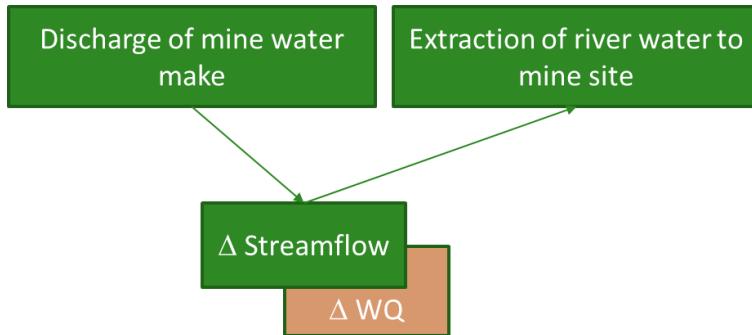 Discharge of mine water
make
Extraction of river water to
mine site
Δ Streamflow
Δ WQ